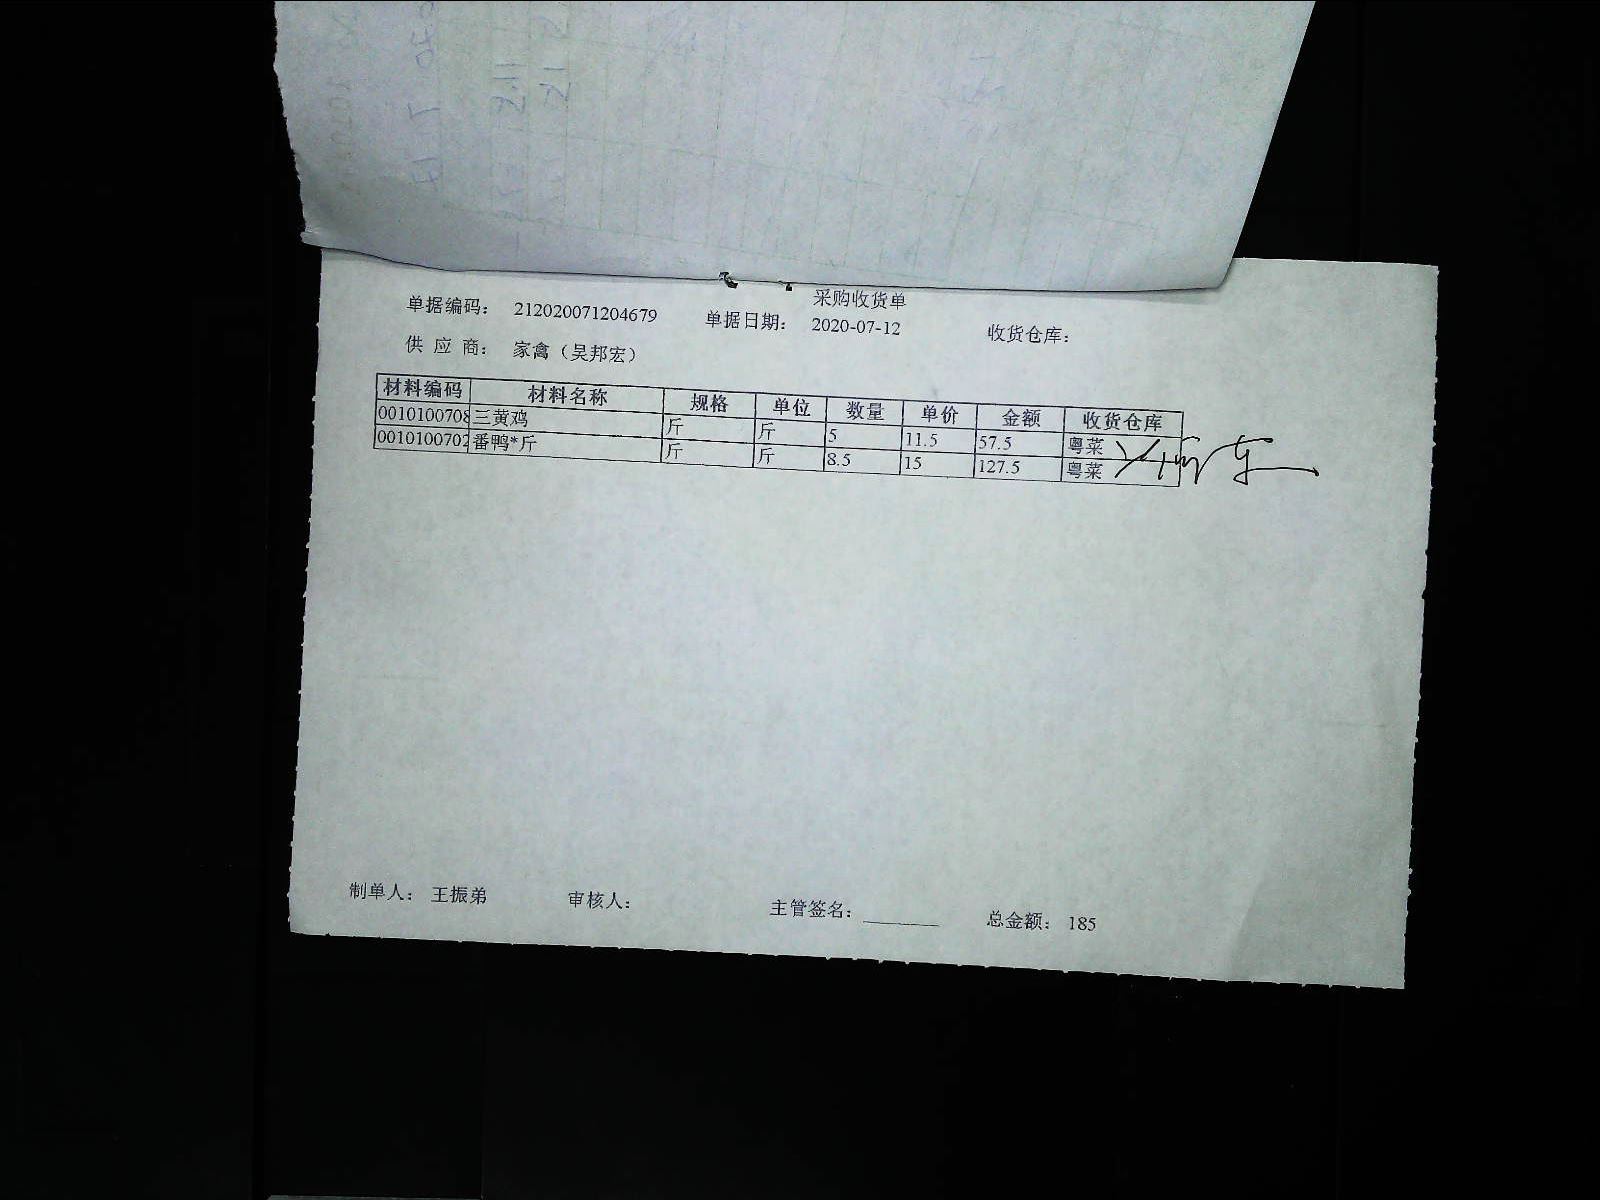 采购收货单
单据编码: 212020071204679 单据日期: 2020-07-12 收货仓库:
供 应 商: 家禽（吴邦宏）
材料编码 材料名称 规格 单位 数量 单价 金额 收货仓库
0010100708 三黄鸡 斤 斤 5 11.5 57.5 粤菜
0010100702 番鸭*斤 斤 斤 8.5 15 127.5 粤菜
制单人: 王振弟 审核人: 主管签名: ________ 总金额: 185